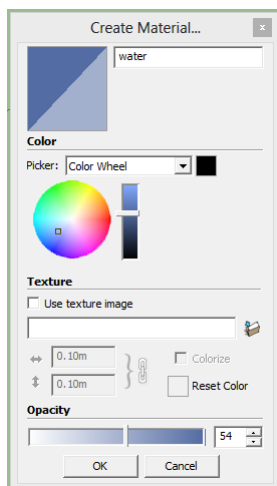 Create Material...
x
water
Color
Picker: Color Wheel
Texture
Use texture image
0.10m
Colorize
0.10m
Reset Color
Opacity
54
OK Cancel